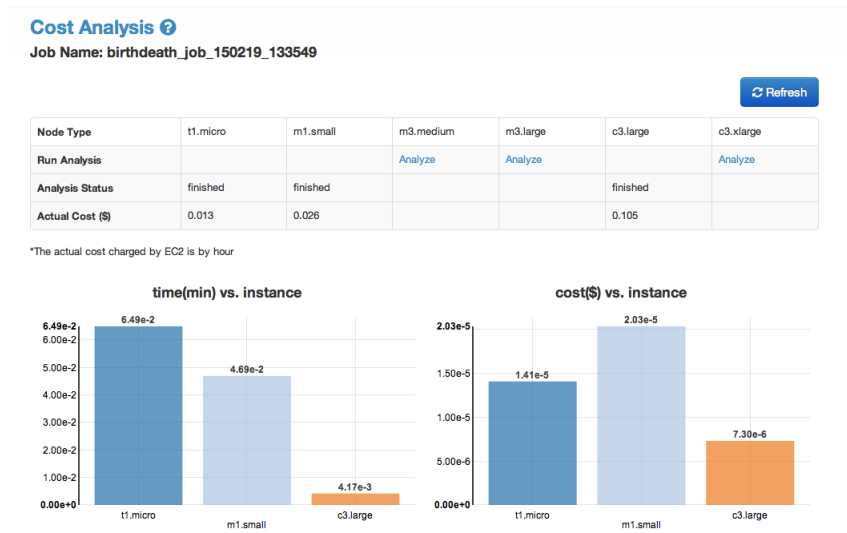 Cost Analysis ?
Job Name: birthdeath_job_150219_133549
Refresh
Node Type t1.micro m1.small m3.medium m3.large c3.large c3.xlarge
Run Analysis Analyze Analyze Analyze
Analysis Status finished finished finished
Actual Cost ($) 0.013 0.026 0.105
*The actual cost charged by EC2 is by hour
time(min) vs. instance
6.49e-2
6.00e-2
5.00e-2
4.00e-2
3.00e-2
2.00e-2
1.00e-2
0.00e+0
6.49e-2
4.69e-2
4.17e-3
t1.micro
m1.small
c3.large
cost($) vs. instance
2.03e-5
1.50e-5
1.00e-5
5.00e-6
0.00e+0
1.41e-5
2.03e-5
7.30e-6
t1.micro
m1.small
c3.large